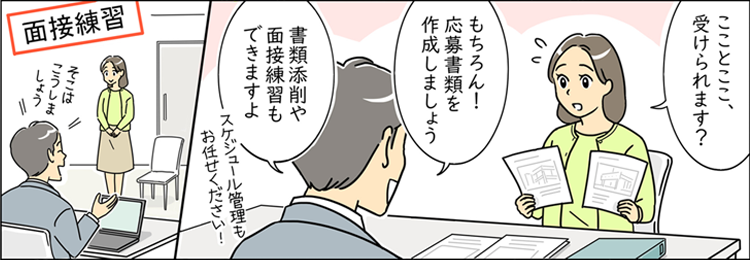 ここここ、
受けられます?
もちろん!
応募書類を
作成しましょう
書類添削や
面接練習も
できますよ
スケジュール管理も
お任せください!
面接練習
そこは
こうしま
しょう